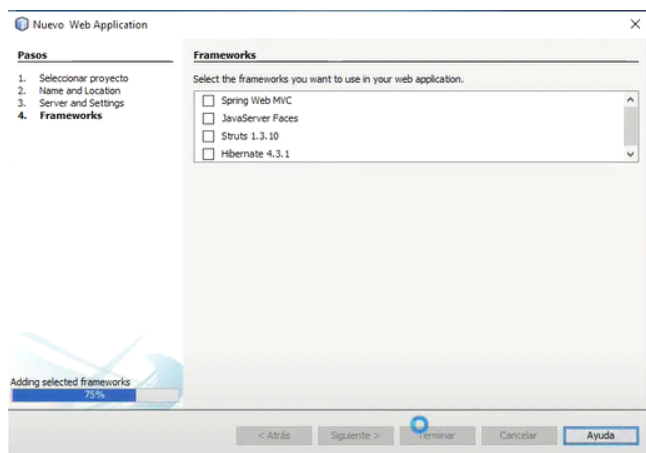 Nuevo Web Application
Pasos
1. Seleccionar proyecto
2. Name and Location
3. Server and Settings
4. Frameworks
Adding selected frameworks
75%
Frameworks
Select the frameworks you want to use in your web application.
Spring Web MVC
JavaServer Faces
Struts 1.3.10
Hibernate 4.3.1
< Atrás
Siguiente >
Terminar
Cancelar
Ayuda